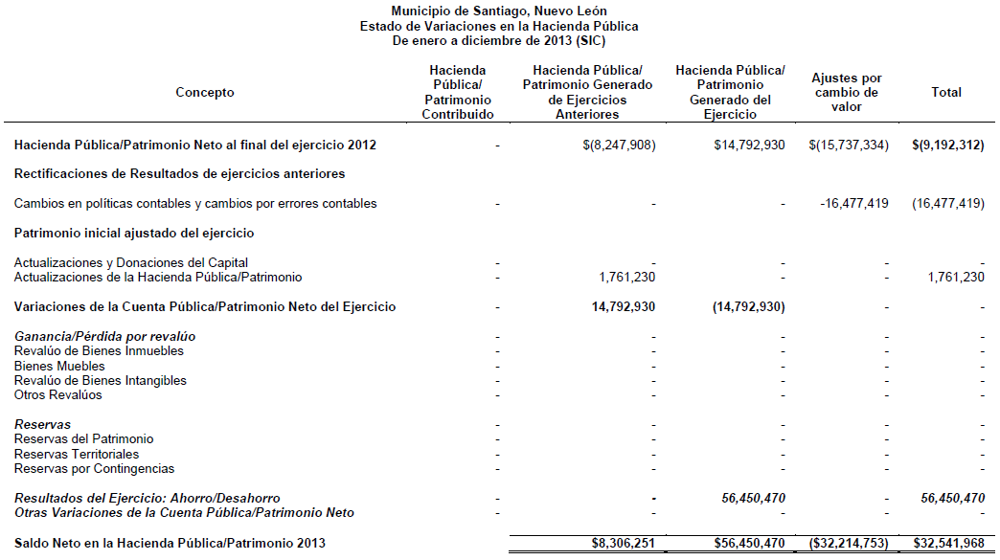 Municipio de Santiago, Nuevo León
Estado de Variaciones en la Hacienda Pública
De enero a diciembre de 2013 (SIC)
Concepto
Hacienda Pública/ Patrimonio Contribuido
Hacienda Pública/ Patrimonio Generado de Ejercicios Anteriores
Hacienda Pública/ Patrimonio Generado del Ejercicio
Ajustes por cambio de valor
Total
Hacienda Pública/Patrimonio Neto al final del ejercicio 2012 - $(8,247,908) $14,792,930 $(15,737,334) $(9,192,312)
Rectificaciones de Resultados de ejercicios anteriores
Cambios en políticas contables y cambios por errores contables - - - -16,477,419 (16,477,419)
Patrimonio inicial ajustado del ejercicio
Actualizaciones y Donaciones del Capital - - - - -
Actualizaciones de la Hacienda Pública/Patrimonio - 1,761,230 - - 1,761,230
Variaciones de la Cuenta Pública/Patrimonio Neto del Ejercicio - 14,792,930 (14,792,930) - -
Ganancia/Pérdida por revalúo - - - - -
Revalúo de Bienes Inmuebles - - - - -
Bienes Muebles - - - - -
Revalúo de Bienes Intangibles - - - - -
Otros Revalúos - - - - -
Reservas - - - - -
Reservas del Patrimonio - - - - -
Reservas Territoriales - - - - -
Reservas por Contingencias - - - - -
Resultados del Ejercicio: Ahorro/Desahorro - - 56,450,470 - 56,450,470
Otras Variaciones de la Cuenta Pública/Patrimonio Neto - - - - -
Saldo Neto en la Hacienda Pública/Patrimonio 2013 $8,306,251 $56,450,470 ($32,214,753) $32,541,968